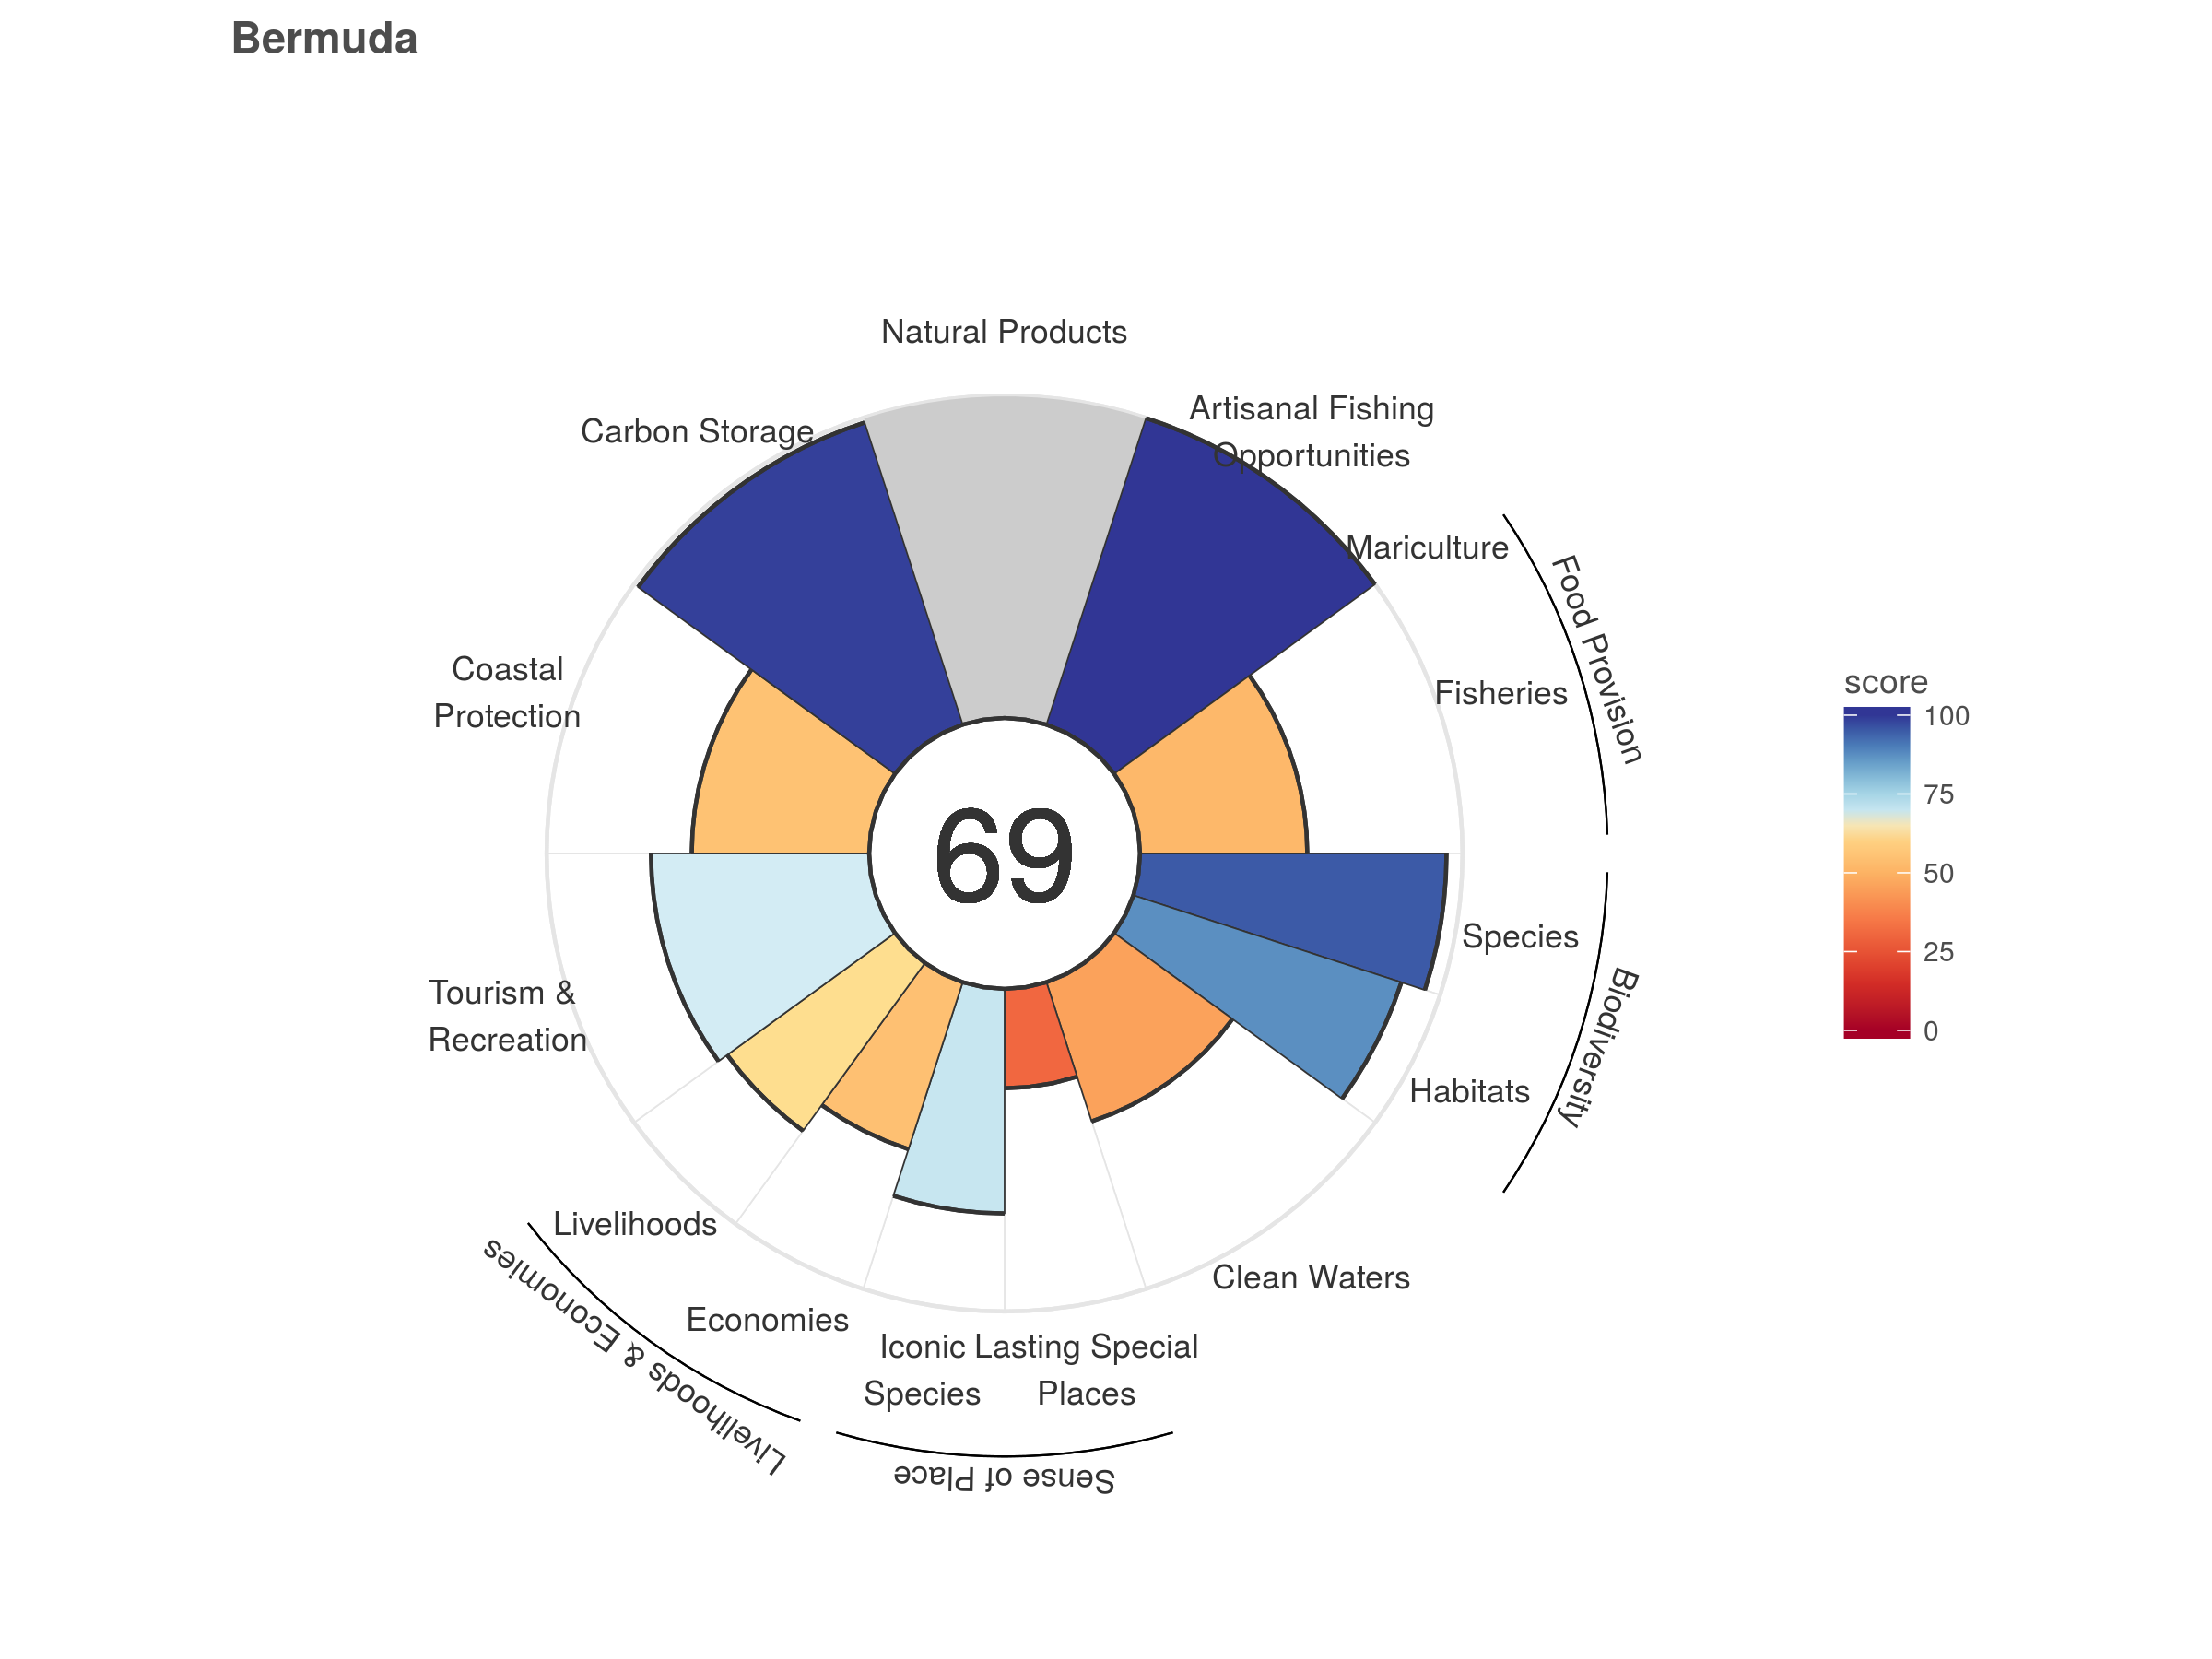 Bermuda
Natural Products
Artisanal Fishing
Opportunities
Carbon Storage
Mariculture
Food Provision
Fisheries
Coastal
Protection
score
100
75
50
25
0
69
Species
Biodiversity
Habitats
Tourism &
Recreation
Livelihoods
Clean Waters
Economies
Livelihoods & Economies
Iconic
Species
Lasting Special
Places
Sense of Place